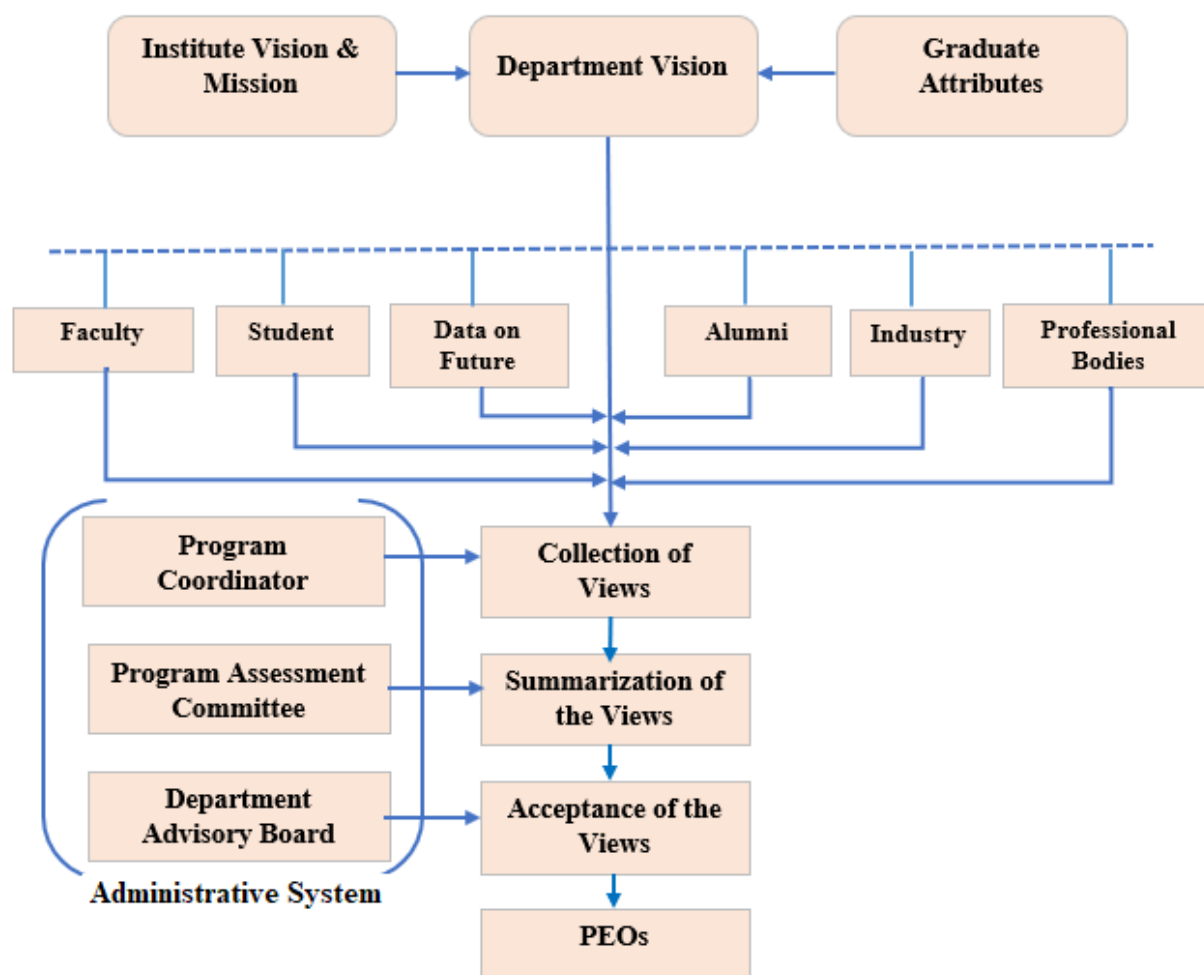 Institute Vision &
Mission
Department Vision
Graduate
Attributes
Faculty
Student
Data on
Future
Alumni
Industry
Professional
Bodies
Program
Coordinator
Collection of
Views
Program Assessment
Committee
Summarization of
the Views
Department
Advisory Board
Acceptance of the
Views
Administrative System
PEOs